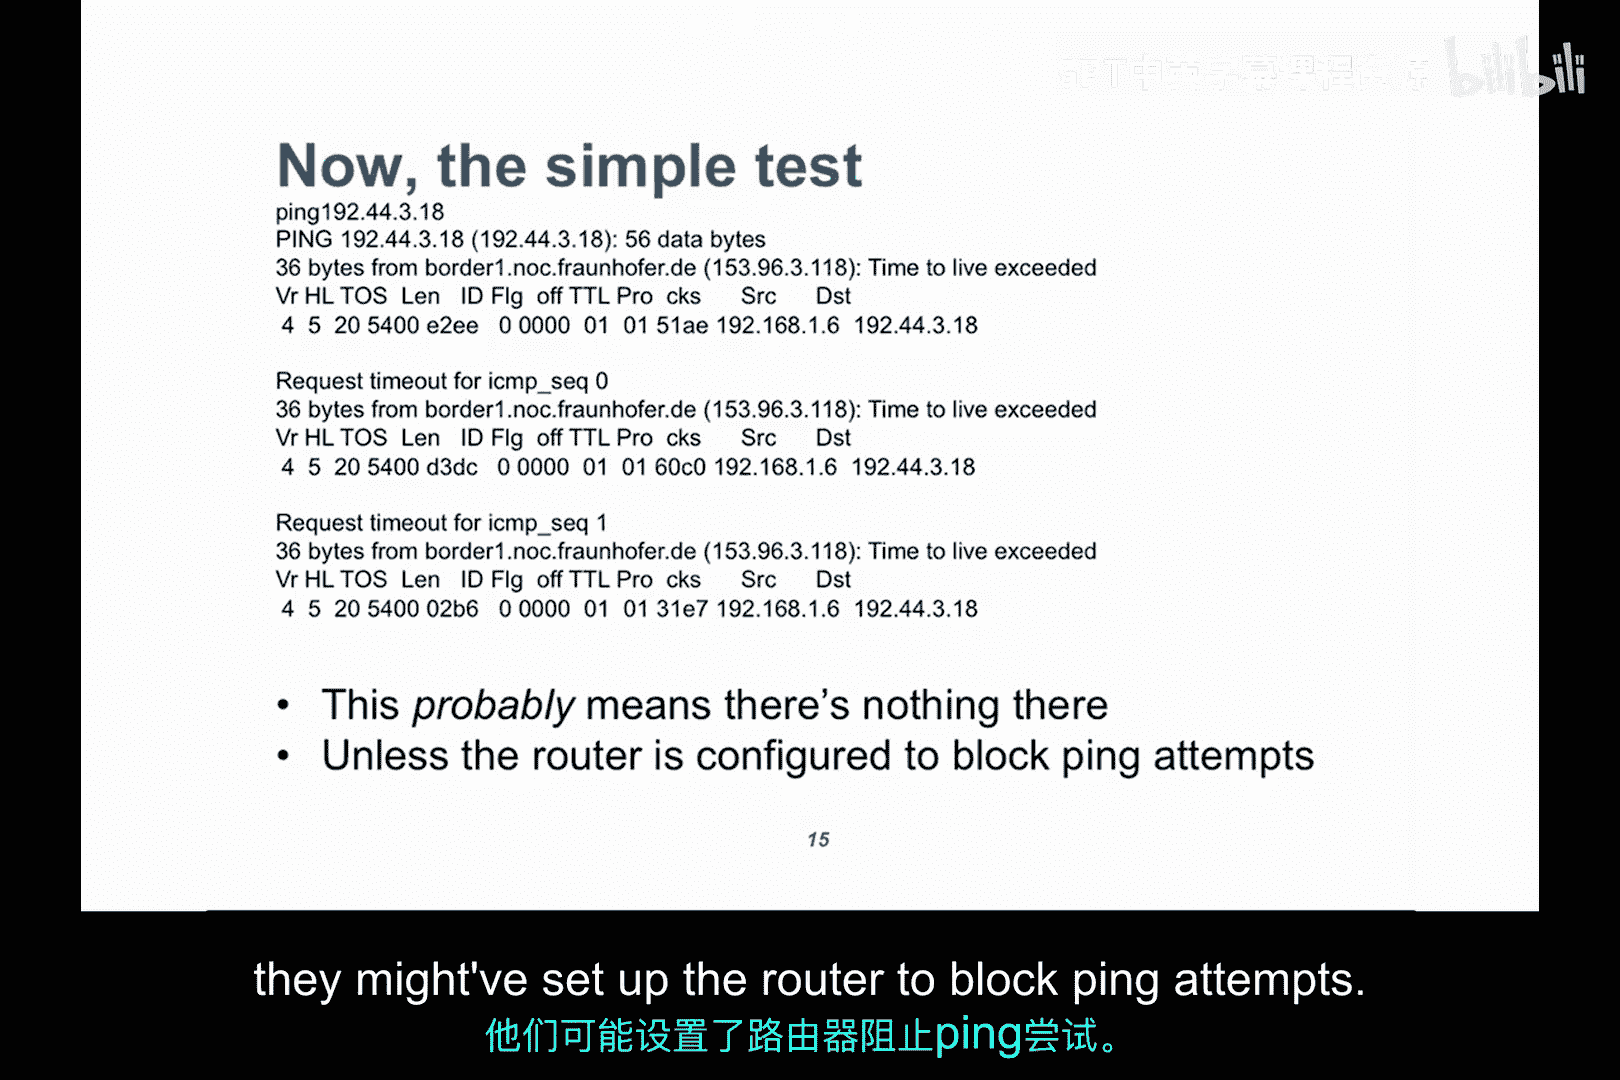 bilibili
Now, the simple test
ping192.44.3.18
PING 192.44.3.18 (192.44.3.18): 56 data bytes
36 bytes from border1.noc.fraunhofer.de (153.96.3.118): Time to live exceeded
Vr HL TOS Len ID Flg off TTL Pro cks Src Dst
4 5 20 5400 e2ee 0 0000 01 01 51ae 192.168.1.6 192.44.3.18
Request timeout for icmp_seq 0
36 bytes from border1.noc.fraunhofer.de (153.96.3.118): Time to live exceeded
Vr HL TOS Len ID Flg off TTL Pro cks Src Dst
4 5 20 5400 d3dc 0 0000 01 01 60c0 192.168.1.6 192.44.3.18
Request timeout for icmp_seq 1
36 bytes from border1.noc.fraunhofer.de (153.96.3.118): Time to live exceeded
Vr HL TOS Len ID Flg off TTL Pro cks Src Dst
4 5 20 5400 02b6 0 0000 01 01 31e7 192.168.1.6 192.44.3.18
• This probably means there's nothing there
• Unless the router is configured to block ping attempts
15
they might've set up the router to block ping attempts.
他们可能设置了路由器阻止ping尝试。